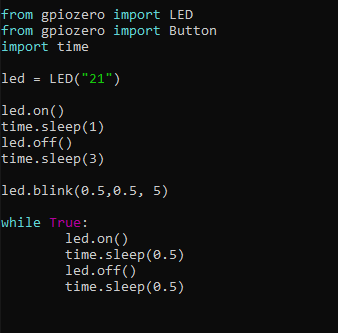 from gpiozero import LED
from gpiozero import Button
import time
led = LED("21")
led.on()
time.sleep(1)
led.off()
time.sleep(3)
led.blink(0.5,0.5, 5)
while True:
        led.on()
        time.sleep(0.5)
        led.off()
        time.sleep(0.5)